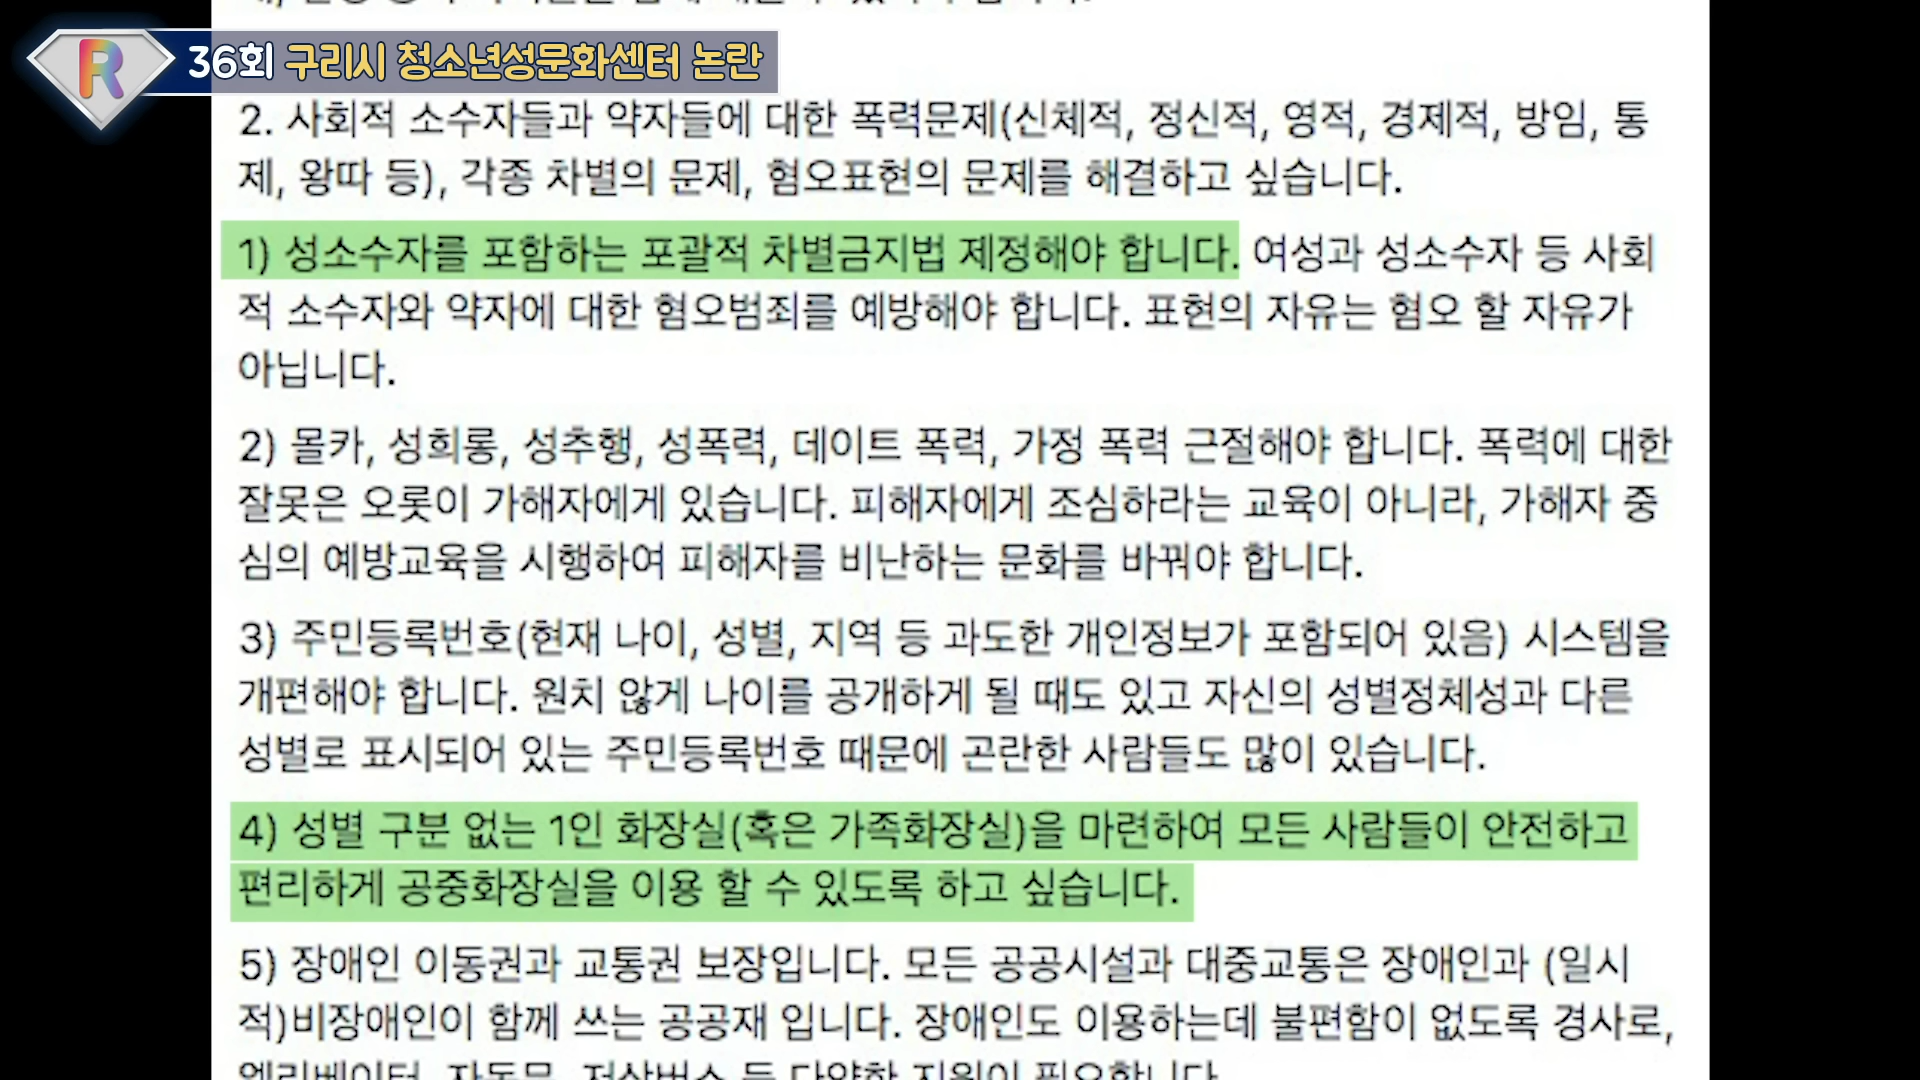 R
36회 구리시 청소년성문화센터 논란
2. 사회적 소수자들과 약자들에 대한 폭력문제(신체적, 정신적, 영적, 경제적, 방임, 통
제, 왕따 등), 각종 차별의 문제, 혐오표현의 문제를 해결하고 싶습니다.
1) 성소수자를 포함하는 포괄적 차별금지법 제정해야 합니다. 여성과 성소수자 등 사회
적 소수자와 약자에 대한 혐오범죄를 예방해야 합니다. 표현의 자유는 혐오 할 자유가
아닙니다.
2) 몰카, 성희롱, 성추행, 성폭력, 데이트 폭력, 가정 폭력 근절해야 합니다. 폭력에 대한
잘못은 오롯이 가해자에게 있습니다. 피해자에게 조심하라는 교육이 아니라, 가해자 중
심의 예방교육을 시행하여 피해자를 비난하는 문화를 바꿔야 합니다.
3) 주민등록번호(현재 나이, 성별, 지역 등 과도한 개인정보가 포함되어 있음) 시스템을
개편해야 합니다. 원치 않게 나이를 공개하게 될 때도 있고 자신의 성별정체성과 다른
성별로 표시되어 있는 주민등록번호 때문에 곤란한 사람들도 많이 있습니다.
4) 성별 구분 없는 1인 화장실(혹은 가족화장실)을 마련하여 모든 사람들이 안전하고
편리하게 공중화장실을 이용 할 수 있도록 하고 싶습니다.
5) 장애인 이동권과 교통권 보장입니다. 모든 공공시설과 대중교통은 장애인과 (일시
적)비장애인이 함께 쓰는 공공재 입니다. 장애인도 이용하는데 불편함이 없도록 경사로,
엘리베이터, 자동문, 저상버스 등 다양한 지원이 필요합니다